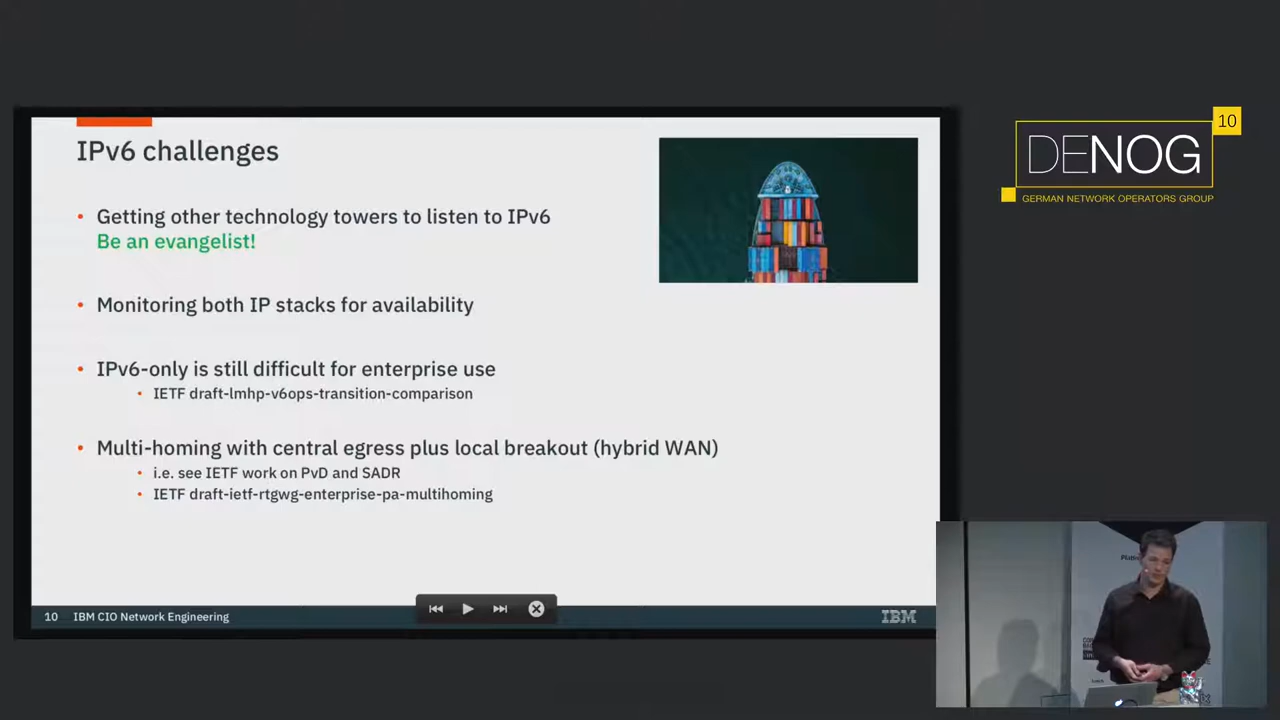 IPv6 challenges
• Getting other technology towers to listen to IPv6
Be an evangelist!
• Monitoring both IP stacks for availability
• IPv6-only is still difficult for enterprise use
• IETF draft-lmhp-v6ops-transition-comparison
• Multi-homing with central egress plus local breakout (hybrid WAN)
• i.e. see IETF work on PvD and SADR
• IETF draft-ietf-rtgwg-enterprise-pa-multihoming
10 IBM CIO Network Engineering
IBM
10
DENOG
GERMAN NETWORK OPERATORS GROUP